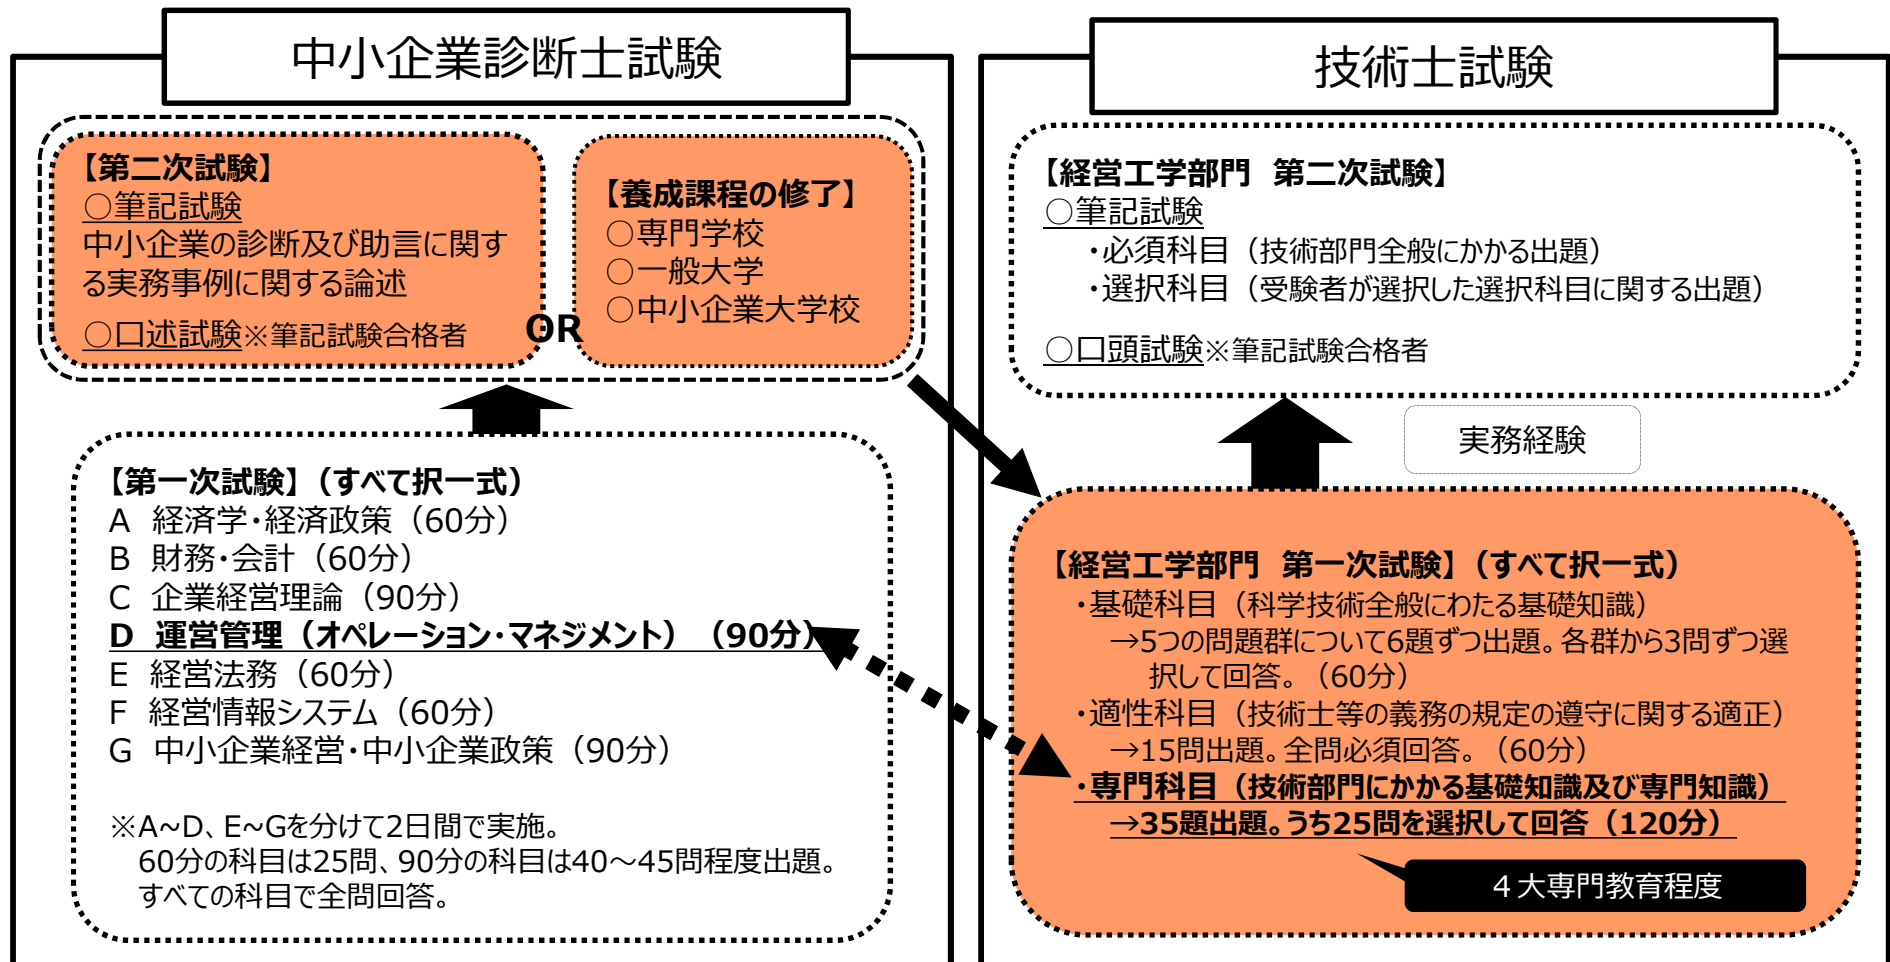 中小企業診断士試験
【第二次試験】
○筆記試験
中小企業の診断及び助言に関す
る実務事例に関する論述
○口述試験※筆記試験合格者
OR
【養成課程の修了】
○専門学校
○一般大学
○中小企業大学校
【第一次試験】（すべて択一式）
A 経済学・経済政策（60分）
B 財務・会計（60分）
C 企業経営理論（90分）
D 運営管理（オペレーション・マネジメント）（90分）
E 経営法務（60分）
F 経営情報システム（60分）
G 中小企業経営・中小企業政策（90分）
※A~D、E~Gを分けて2日間で実施。
60分の科目は25問、90分の科目は40～45問程度出題。
すべての科目で全問回答。
技術士試験
【経営工学部門 第二次試験】
○筆記試験
・必須科目（技術部門全般にかかる出題）
・選択科目（受験者が選択した選択科目に関する出題）
○口頭試験※筆記試験合格者
実務経験
【経営工学部門 第一次試験】（すべて択一式）
・基礎科目（科学技術全般にわたる基礎知識）
→5つの問題群について6題ずつ出題。各群から3問ずつ選
択して回答。（60分）
・適性科目（技術士等の義務の規定の遵守に関する適正）
→15問出題。全問必須回答。（60分）
・専門科目（技術部門にかかる基礎知識及び専門知識）
→35題出題。うち25問を選択して回答（120分）
４大専門教育程度